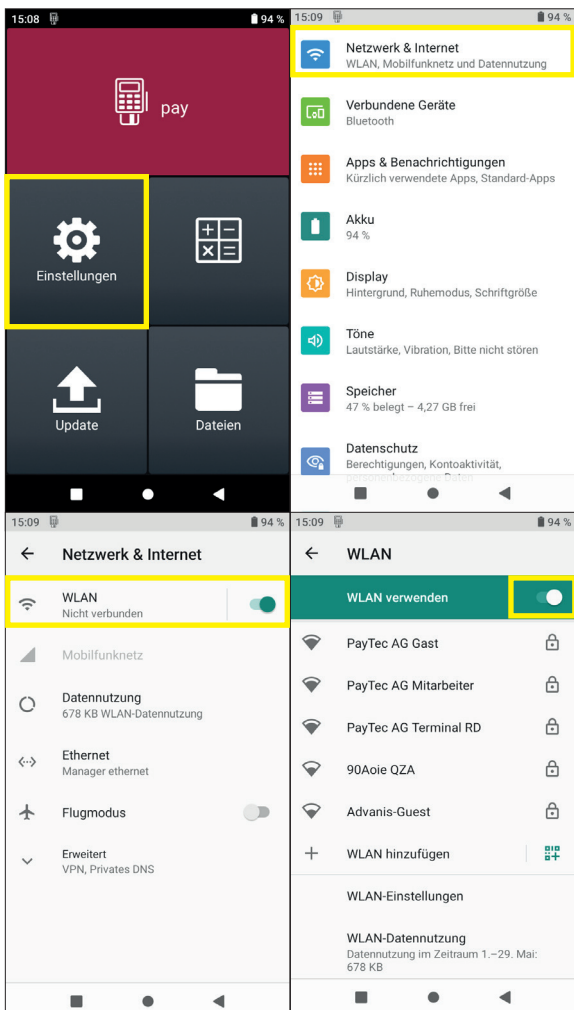 15:08
94 %
pay
Einstellungen
Update
Dateien
15:09
94 %
Netzwerk & Internet
WLAN, Mobilfunknetz und Datennutzung
Verbundene Geräte
Bluetooth
Apps & Benachrichtigungen
Kürzlich verwendete Apps, Standard-Apps
Akku
94 %
Display
Hintergrund, Ruhemodus, Schriftgröße
Töne
Lautstärke, Vibration, Bitte nicht stören
Speicher
47 % belegt – 4,27 GB frei
Datenschutz
Berechtigungen, Kontoaktivität,
personenbezogene Daten
15:09
94 %
Netzwerk & Internet
WLAN
Nicht verbunden
Mobilfunknetz
Datennutzung
678 KB WLAN-Datennutzung
Ethernet
Manager ethernet
Flugmodus
Erweitert
VPN, Privates DNS
15:09
94 %
WLAN
WLAN verwenden
PayTec AG Gast
PayTec AG Mitarbeiter
PayTec AG Terminal RD
90Aoie QZA
Advanis-Guest
WLAN hinzufügen
WLAN-Einstellungen
WLAN-Datennutzung
Datennutzung im Zeitraum 1.–29. Mai:
678 KB